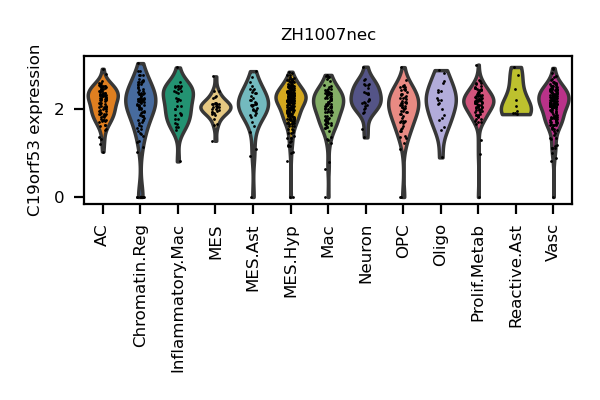 ZH1007nec
C19orf53 expression
2
0
AC
Chromatin.Reg
Inflammatory.Mac
MES
MES.Ast
MES.Hyp
Mac
Neuron
OPC
Oligo
Prolif.Metab
Reactive.Ast
Vasc